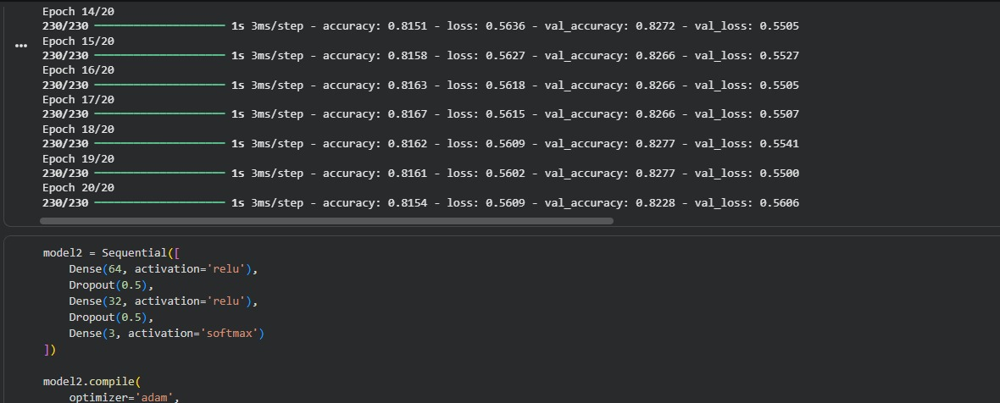 Epoch 14/20
230/230 ━━━━━━━━━━━━━━━━━━━━ 1s 3ms/step - accuracy: 0.8151 - loss: 0.5636 - val_accuracy: 0.8272 - val_loss: 0.5505
Epoch 15/20
230/230 ━━━━━━━━━━━━━━━━━━━━ 1s 3ms/step - accuracy: 0.8158 - loss: 0.5627 - val_accuracy: 0.8266 - val_loss: 0.5527
Epoch 16/20
230/230 ━━━━━━━━━━━━━━━━━━━━ 1s 3ms/step - accuracy: 0.8163 - loss: 0.5618 - val_accuracy: 0.8266 - val_loss: 0.5505
Epoch 17/20
230/230 ━━━━━━━━━━━━━━━━━━━━ 1s 3ms/step - accuracy: 0.8167 - loss: 0.5615 - val_accuracy: 0.8266 - val_loss: 0.5507
Epoch 18/20
230/230 ━━━━━━━━━━━━━━━━━━━━ 1s 3ms/step - accuracy: 0.8162 - loss: 0.5609 - val_accuracy: 0.8277 - val_loss: 0.5541
Epoch 19/20
230/230 ━━━━━━━━━━━━━━━━━━━━ 1s 3ms/step - accuracy: 0.8161 - loss: 0.5602 - val_accuracy: 0.8277 - val_loss: 0.5500
Epoch 20/20
230/230 ━━━━━━━━━━━━━━━━━━━━ 1s 3ms/step - accuracy: 0.8154 - loss: 0.5609 - val_accuracy: 0.8228 - val_loss: 0.5606
model2 = Sequential([
    Dense(64, activation='relu'),
    Dropout(0.5),
    Dense(32, activation='relu'),
    Dropout(0.5),
    Dense(3, activation='softmax')
])
model2.compile(
    optimizer='adam',